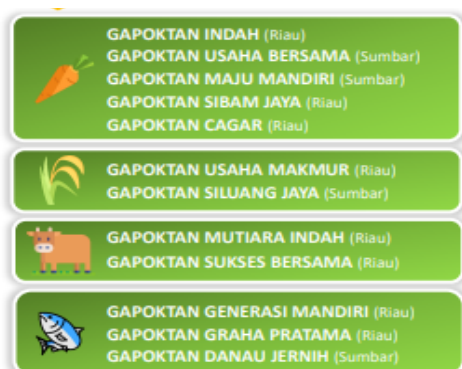 GAPOKTAN INDAH (Riau)
GAPOKTAN USAHA BERSAMA (Sumbar)
GAPOKTAN MAJU MANDIRI (Sumbar)
GAPOKTAN SIBAM JAYA (Riau)
GAPOKTAN CAGAR (Riau)
GAPOKTAN USAHA MAKMUR (Riau)
GAPOKTAN SILUANG JAYA (Sumbar)
GAPOKTAN MUTIARA INDAH (Riau)
GAPOKTAN SUKSES BERSAMA (Riau)
GAPOKTAN GENERASI MANDIRI (Riau)
GAPOKTAN GRAHA PRATAMA (Riau)
GAPOKTAN DANAU JERNIH (Sumbar)